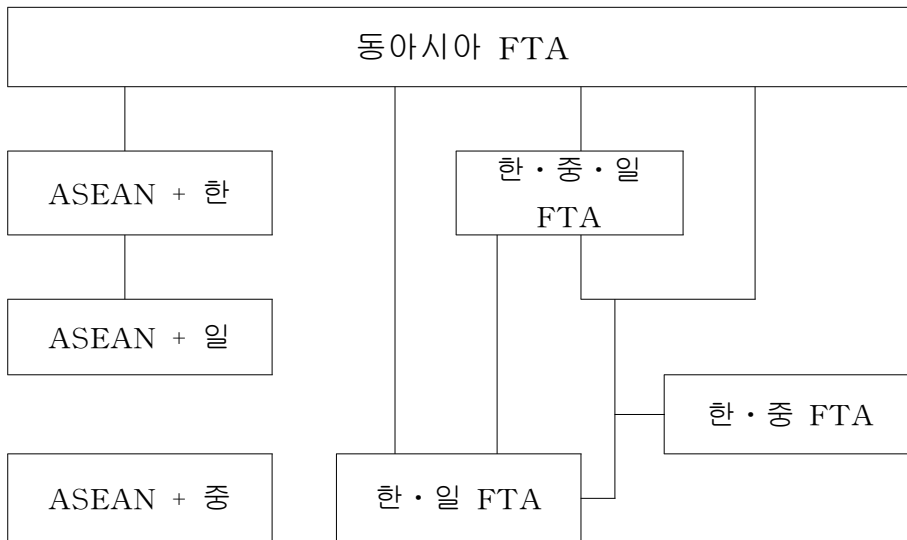 동아시아 FTA
ASEAN + 한
한・중・일
FTA
ASEAN + 일
한・중 FTA
ASEAN + 중
한・일 FTA